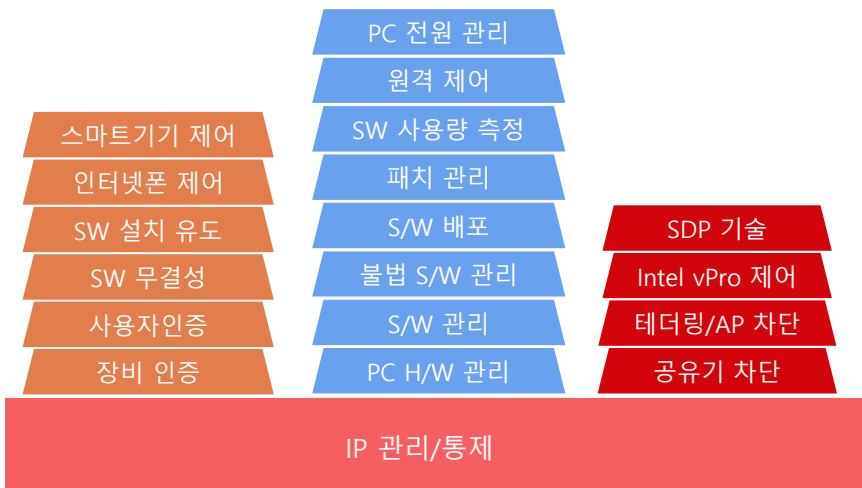 스마트기기 제어
인터넷폰 제어
SW 설치 유도
SW 무결성
사용자인증
장비 인증
PC 전원 관리
원격 제어
SW 사용량 측정
패치 관리
S/W 배포
불법 S/W 관리
S/W 관리
PC H/W 관리
SDP 기술
Intel vPro 제어
테더링/AP 차단
공유기 차단
IP 관리/통제